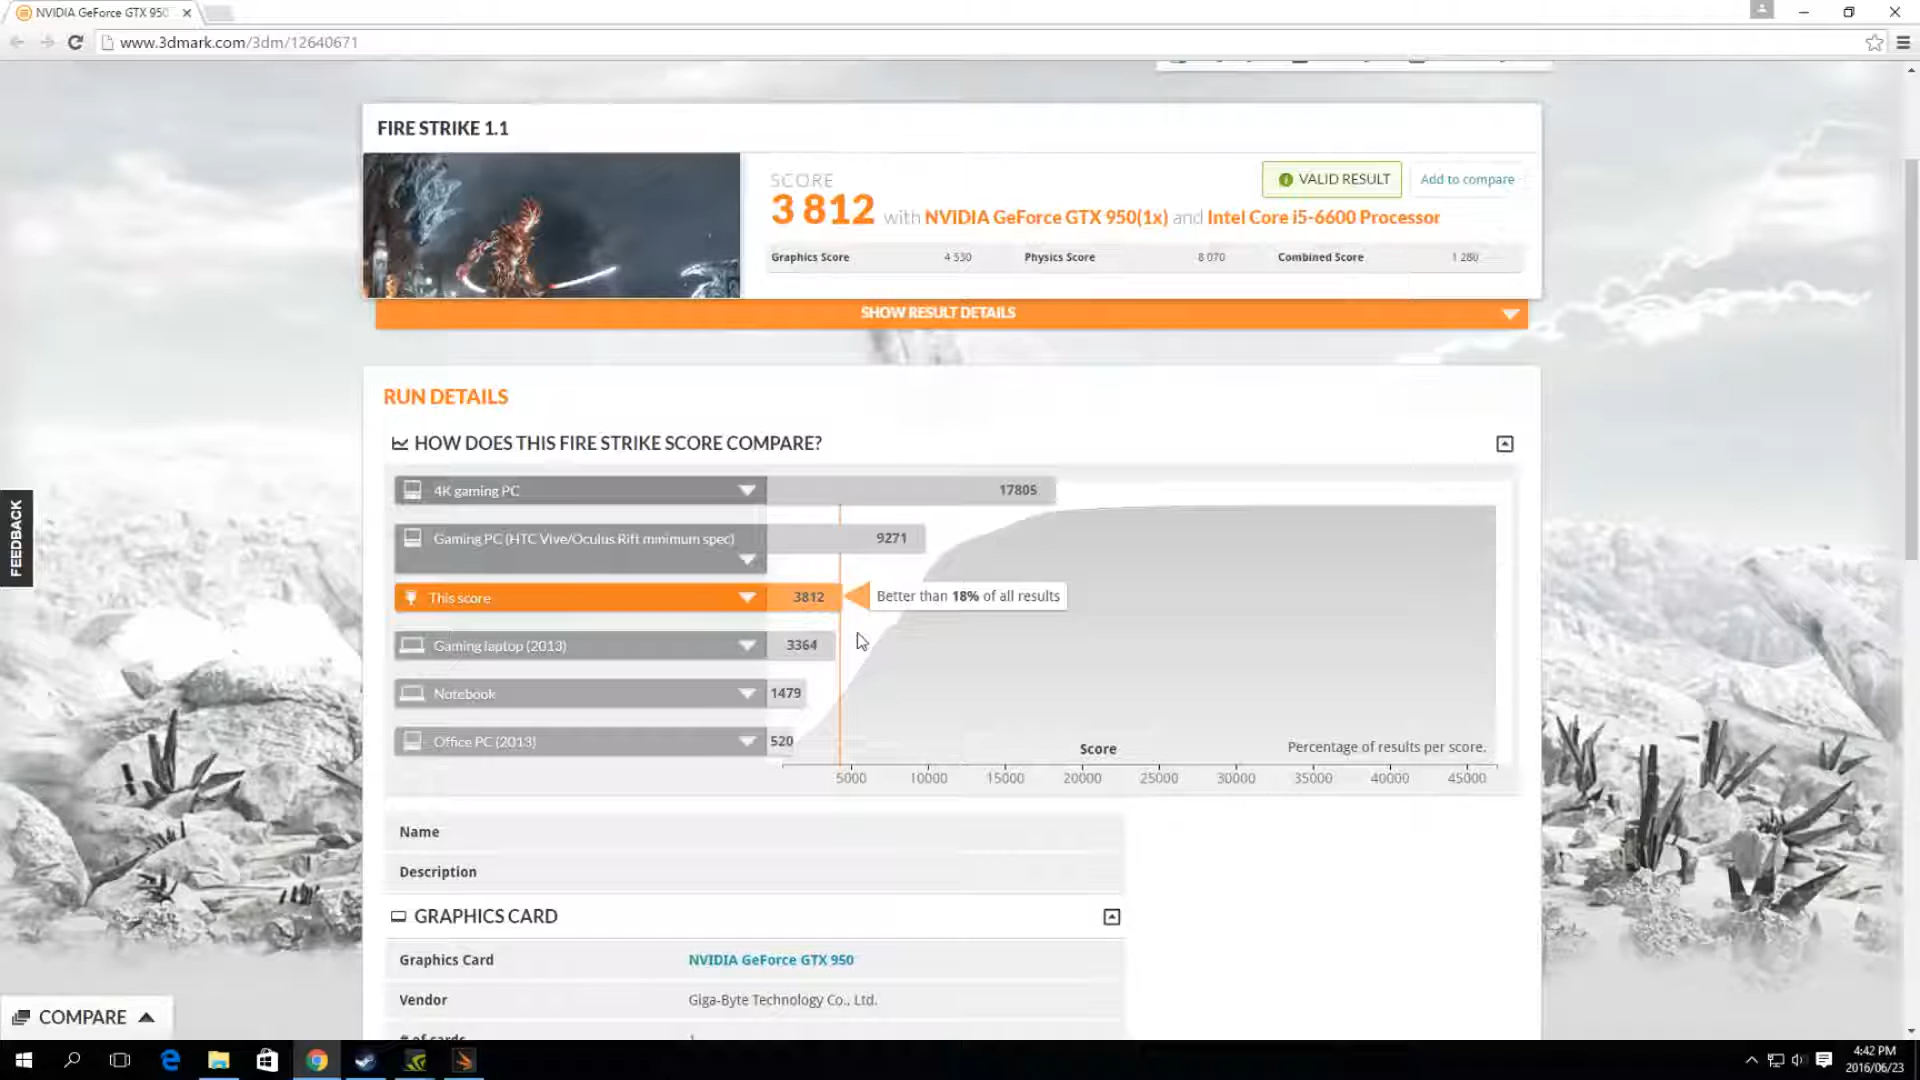 NVIDIA GeForce GTX 950
www.3dmark.com/3dm/12640671
FIRE STRIKE 1.1
SCORE
3 812 with NVIDIA GeForce GTX 950(1x) and Intel Core i5-6600 Processor
VALID RESULT
Add to compare
Graphics Score 4 530 Physics Score 8 070 Combined Score 1 280
SHOW RESULT DETAILS
RUN DETAILS
HOW DOES THIS FIRE STRIKE SCORE COMPARE?
4K gaming PC 17805
Gaming PC (HTC Vive/Oculus Rift minimum spec) 9271
This score 3812 Better than 18% of all results
Gaming laptop (2013) 3364
Notebook 1479
Office PC (2013) 520
Score
Percentage of results per score.
5000 10000 15000 20000 25000 30000 35000 40000 45000
Name
Description
GRAPHICS CARD
Graphics Card NVIDIA GeForce GTX 950
Vendor Giga-Byte Technology Co., Ltd.
# of cards 1
FEEDBACK
COMPARE
4:42 PM
2016/06/23